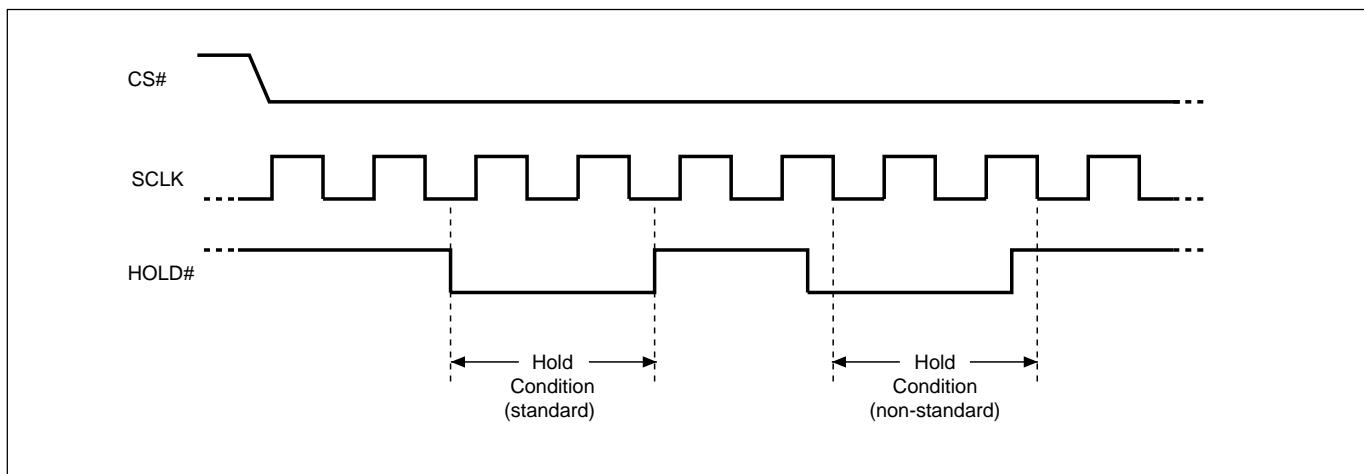 CS#
SCLK
HOLD#
Hold
Condition
(standard)
Hold
Condition
(non-standard)